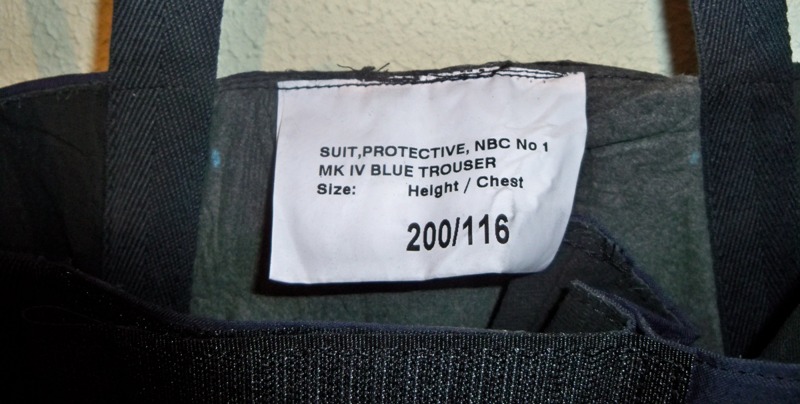 SUIT,PROTECTIVE, NBC No 1
MK IV BLUE TROUSER
Size: Height / Chest
200/116